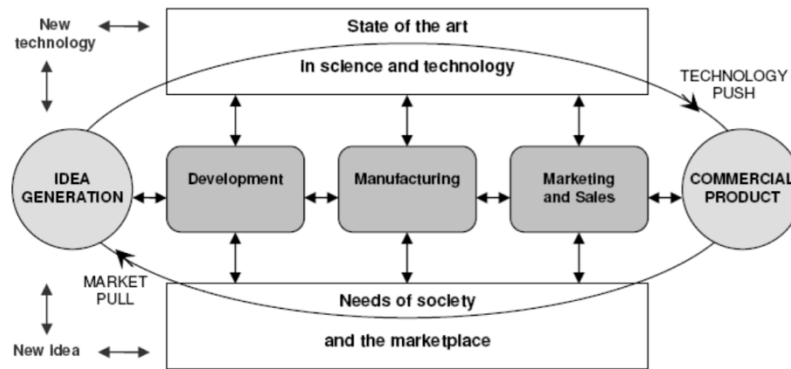 New
technology
State of the art
in science and technology
TECHNOLOGY
PUSH
IDEA
GENERATION
Development
Manufacturing
Marketing
and Sales
COMMERCIAL
PRODUCT
MARKET
PULL
Needs of society
New idea
and the marketplace